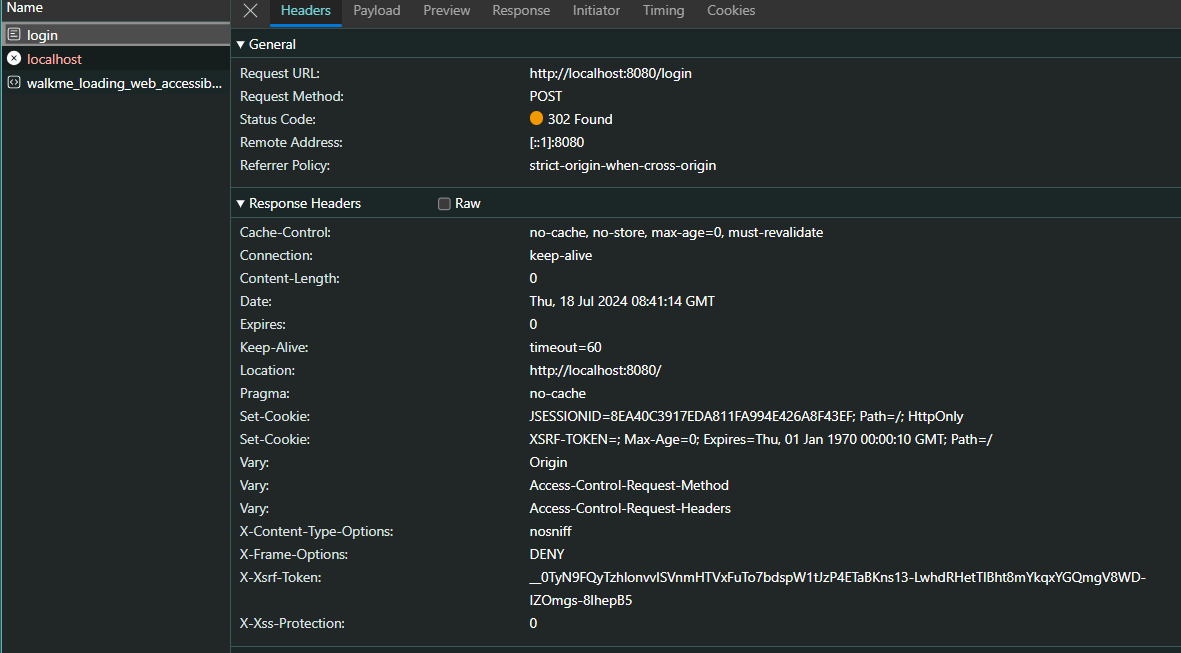 Name
login
localhost
walkme_loading_web_accessib...
Headers Payload Preview Response Initiator Timing Cookies
General
Request URL: http://localhost:8080/login
Request Method: POST
Status Code: 302 Found
Remote Address: [::1]:8080
Referrer Policy: strict-origin-when-cross-origin
Response Headers Raw
Cache-Control: no-cache, no-store, max-age=0, must-revalidate
Connection: keep-alive
Content-Length: 0
Date: Thu, 18 Jul 2024 08:41:14 GMT
Expires: 0
Keep-Alive: timeout=60
Location: http://localhost:8080/
Pragma: no-cache
Set-Cookie: JSESSIONID=8EA40C3917EDA811FA994E426A8F43EF; Path=/; HttpOnly
Set-Cookie: XSRF-TOKEN=; Max-Age=0; Expires=Thu, 01 Jan 1970 00:00:10 GMT; Path=/
Vary: Origin
Vary: Access-Control-Request-Method
Vary: Access-Control-Request-Headers
X-Content-Type-Options: nosniff
X-Frame-Options: DENY
X-Xsrf-Token: __0TyN9FQyTzhlonvvlSVnmHTVxFuTo7bdspW1tJzP4ETaBKns13-LwhdRHetTlBht8mYkqxYGQmgV8WD-
IZOmgs-8IhepB5
X-Xss-Protection: 0